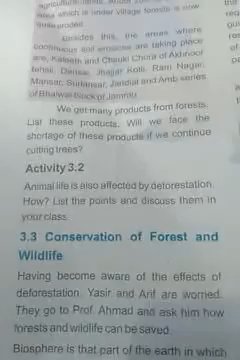 area which is under village forests is now
eroded.
Besides this, the areas where
continuous soil erosions are taking place
are, Kaleeth and Chauki Choura of Akhnoor
tehsil, Dansal, Jhajjar Kotli, Ram Nagar,
Mansar, Surinsar, Jandial and Amb series
of Bhalwal block of Jammu.
We get many products from forests.
List these products. Will we face the
shortage of these products if we continue
cutting trees?
Activity 3.2
Animal life is also affected by deforestation.
How? List the points and discuss them in
your class.
3.3 Conservation of Forest and
Wildlife
Having become aware of the effects of
deforestation. Yasir and Arif are worried.
They go to Prof. Ahmad and ask him how
forests and wildlife can be saved.
Biosphere is that part of the earth in which